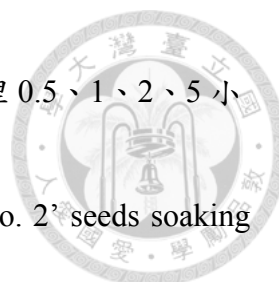 理 0.5、1、2、5 小
o. 2’ seeds soaking